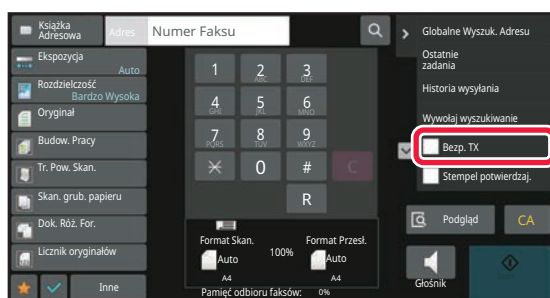 Książka
Adresowa
Adres
Numer Faksu
Globalne Wyszuk. Adresu
Ekspozycja
Auto
Rozdzielczość
Bardzo Wysoka
Oryginał
Budow. Pracy
Tr. Pow. Skan.
Skan. grub. papieru
Dok. Róż. For.
Licznik oryginałów
Inne
1
2
ABC
3
DEF
4
GHI
5
JKL
6
MNO
7
PQRS
8
TUV
9
WXYZ
0
#
C
R
Format Skan.
100%
Format Przesł.
Auto
Auto
A4
A4
Pamięć odbioru faksów: 0%
Ostatnie
zadania
Historia wysyłania
Wywołaj wyszukiwanie
Bezp. TX
Stempel potwierdzaj.
Podgląd
CA
Głośnik